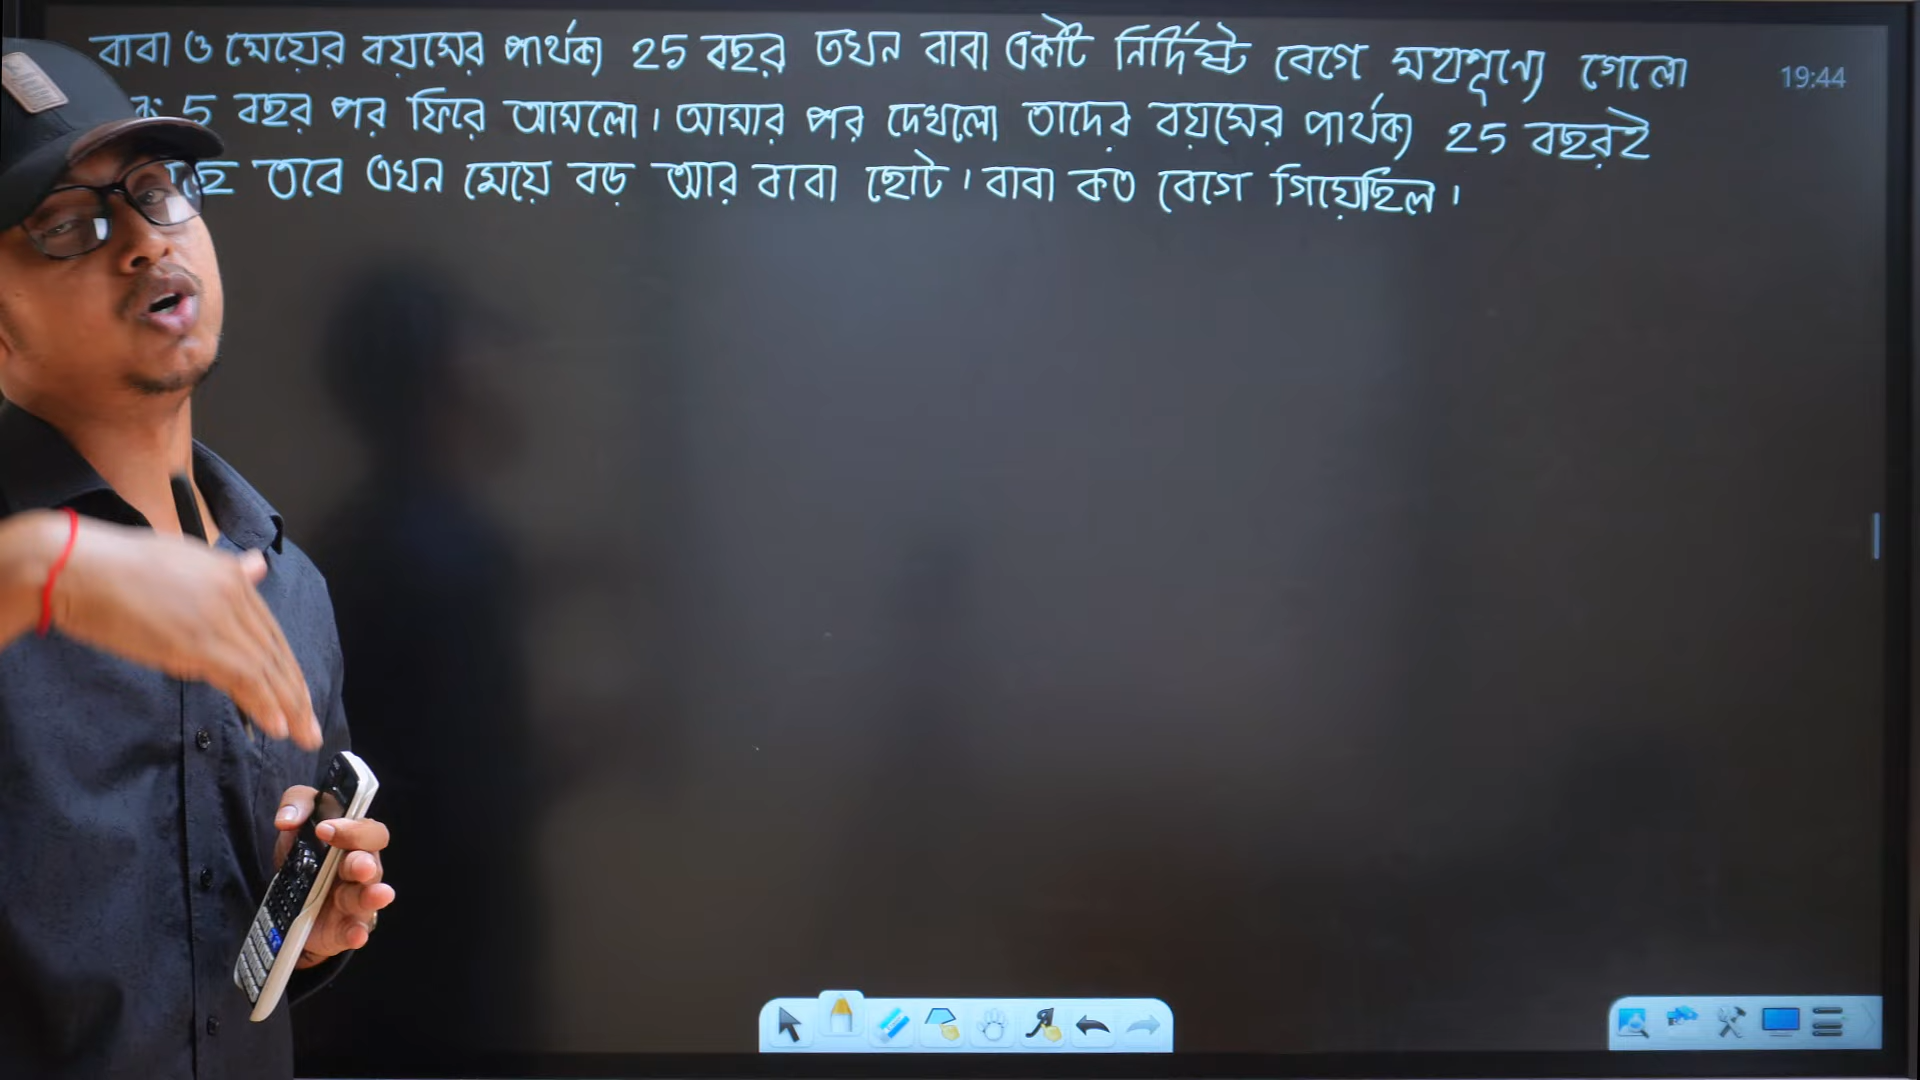 বাবা ও মেয়ের বয়সের পার্থক্য 25 বছর তখন বাবা একটি নির্দিষ্ট বেগে মহাশূন্যে গেলো
19:44
5 বছর পর ফিরে আসলো। আসার পর দেখলো তাদের বয়সের পার্থক্য 25 বছরই
তবে এখন মেয়ে বড় আর বাবা ছোট। বাবা কত বেগে গিয়েছিল।